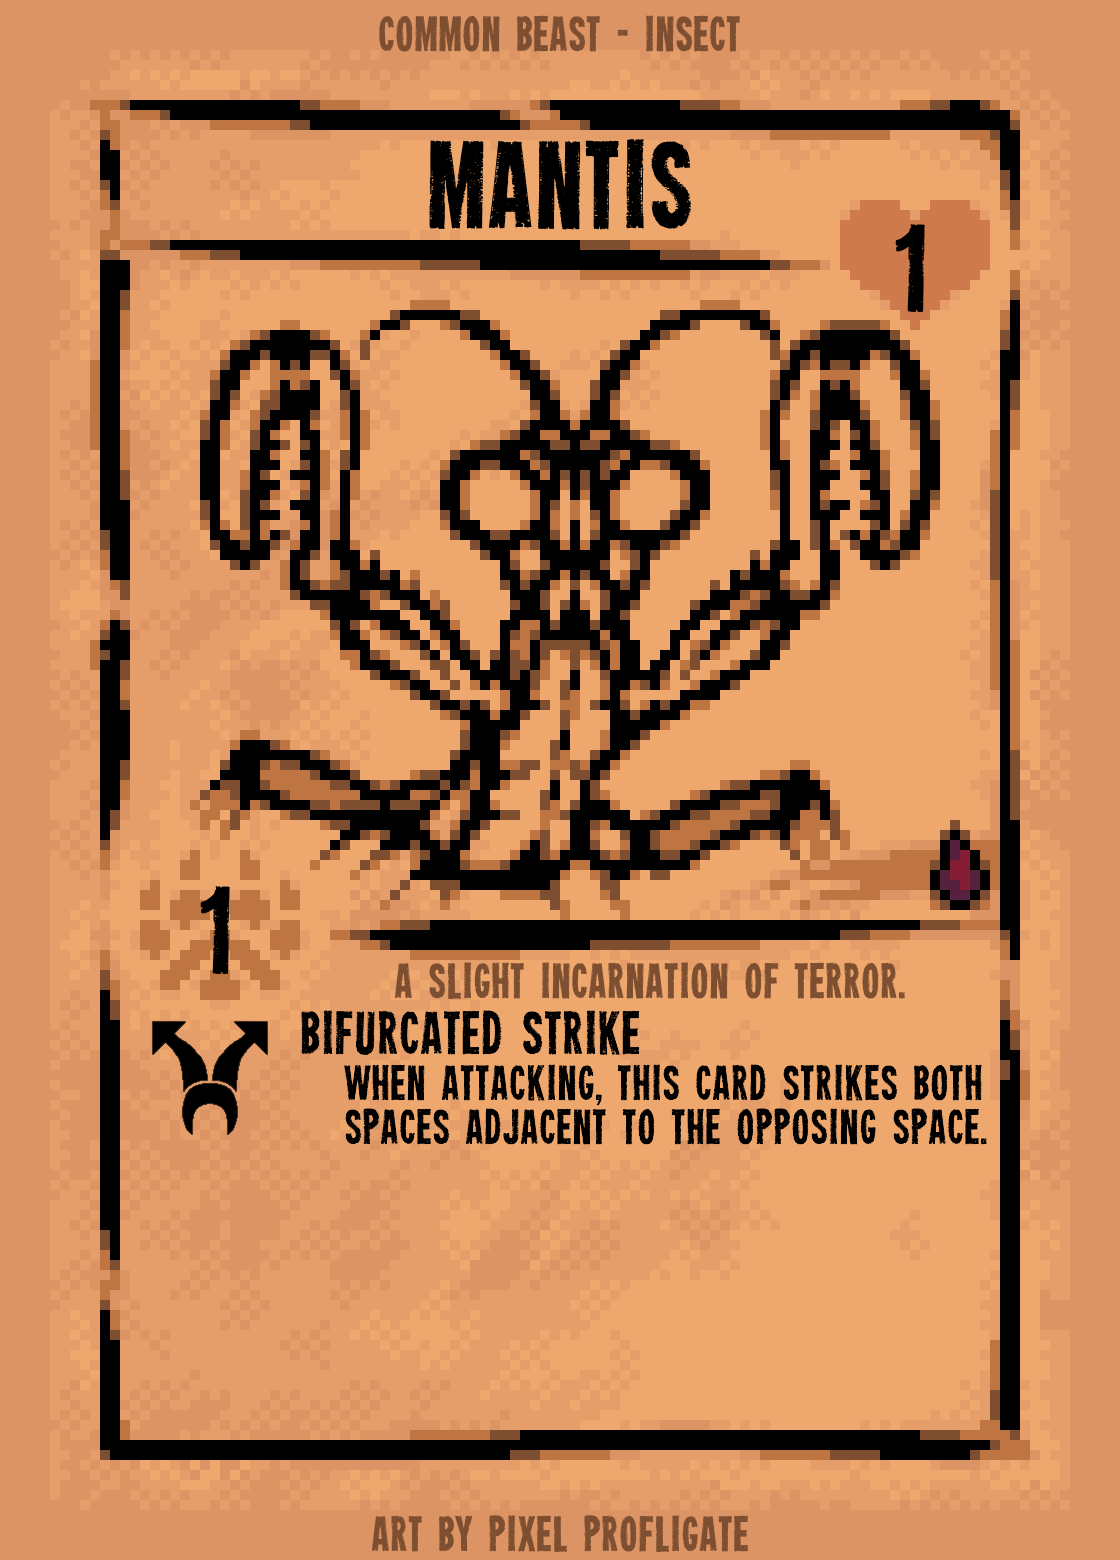 COMMON BEAST - INSECT
MANTIS
1
1
A SLIGHT INCARNATION OF TERROR.
BIFURCATED STRIKE
WHEN ATTACKING, THIS CARD STRIKES BOTH
SPACES ADJACENT TO THE OPPOSING SPACE.
ART BY PIXEL PROFLIGATE